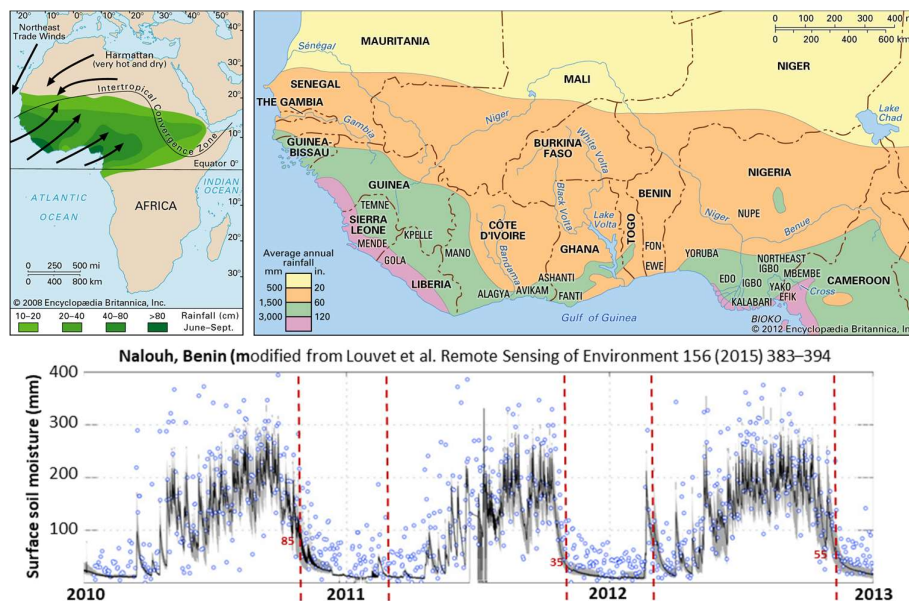 Northeast
Trade Winds
Harmattan
(very hot and dry)
Intertropical Convergence Zone
30°
20°
10°
Equator 0°
ATLANTIC
OCEAN
AFRICA
INDIAN
OCEAN
10°
20°
30°
0 250 500 mi
0 400 800 km
© 2008 Encyclopædia Britannica, Inc.
10–20 20–40 40–80 >80 Rainfall (cm)
June–Sept.
0 100 200 300 400 mi
0 200 400 600 km
Sénégal
MAURITANIA
MALI
NIGER
SENEGAL
THE GAMBIA
Gambia
Niger
Lake
Chad
GUINEA-
BISSAU
BURKINA
FASO
White Volta
GUINEA
BENIN
NIGERIA
TEMNE
SIERRA
LEONE
KPELLE
MENDE
GOLA
MANO
LIBERIA
CÔTE
D'IVOIRE
Bandama
Black Volta
Lake
Volta
GHANA
TOGO
Niger
NUPE
Benue
FON
EWE
YORUBA
ASHANTI
ALAGYA
AVIKAM
FANTI
EDO
IGBO
NORTHEAST
IGBO
MBEMBE
YAKO
EFIK
Cross
KALABARI
CAMEROON
BIOKO
Gulf of Guinea
Average annual
rainfall
mm in.
500 20
1,500 60
3,000 120
© 2012 Encyclopædia Britannica, Inc.
Nalouh, Benin (modified from Louvet et al. Remote Sensing of Environment 156 (2015) 383–394
Surface soil moisture (mm)
400
300
200
100
85
35
55
2010 2011 2012 2013